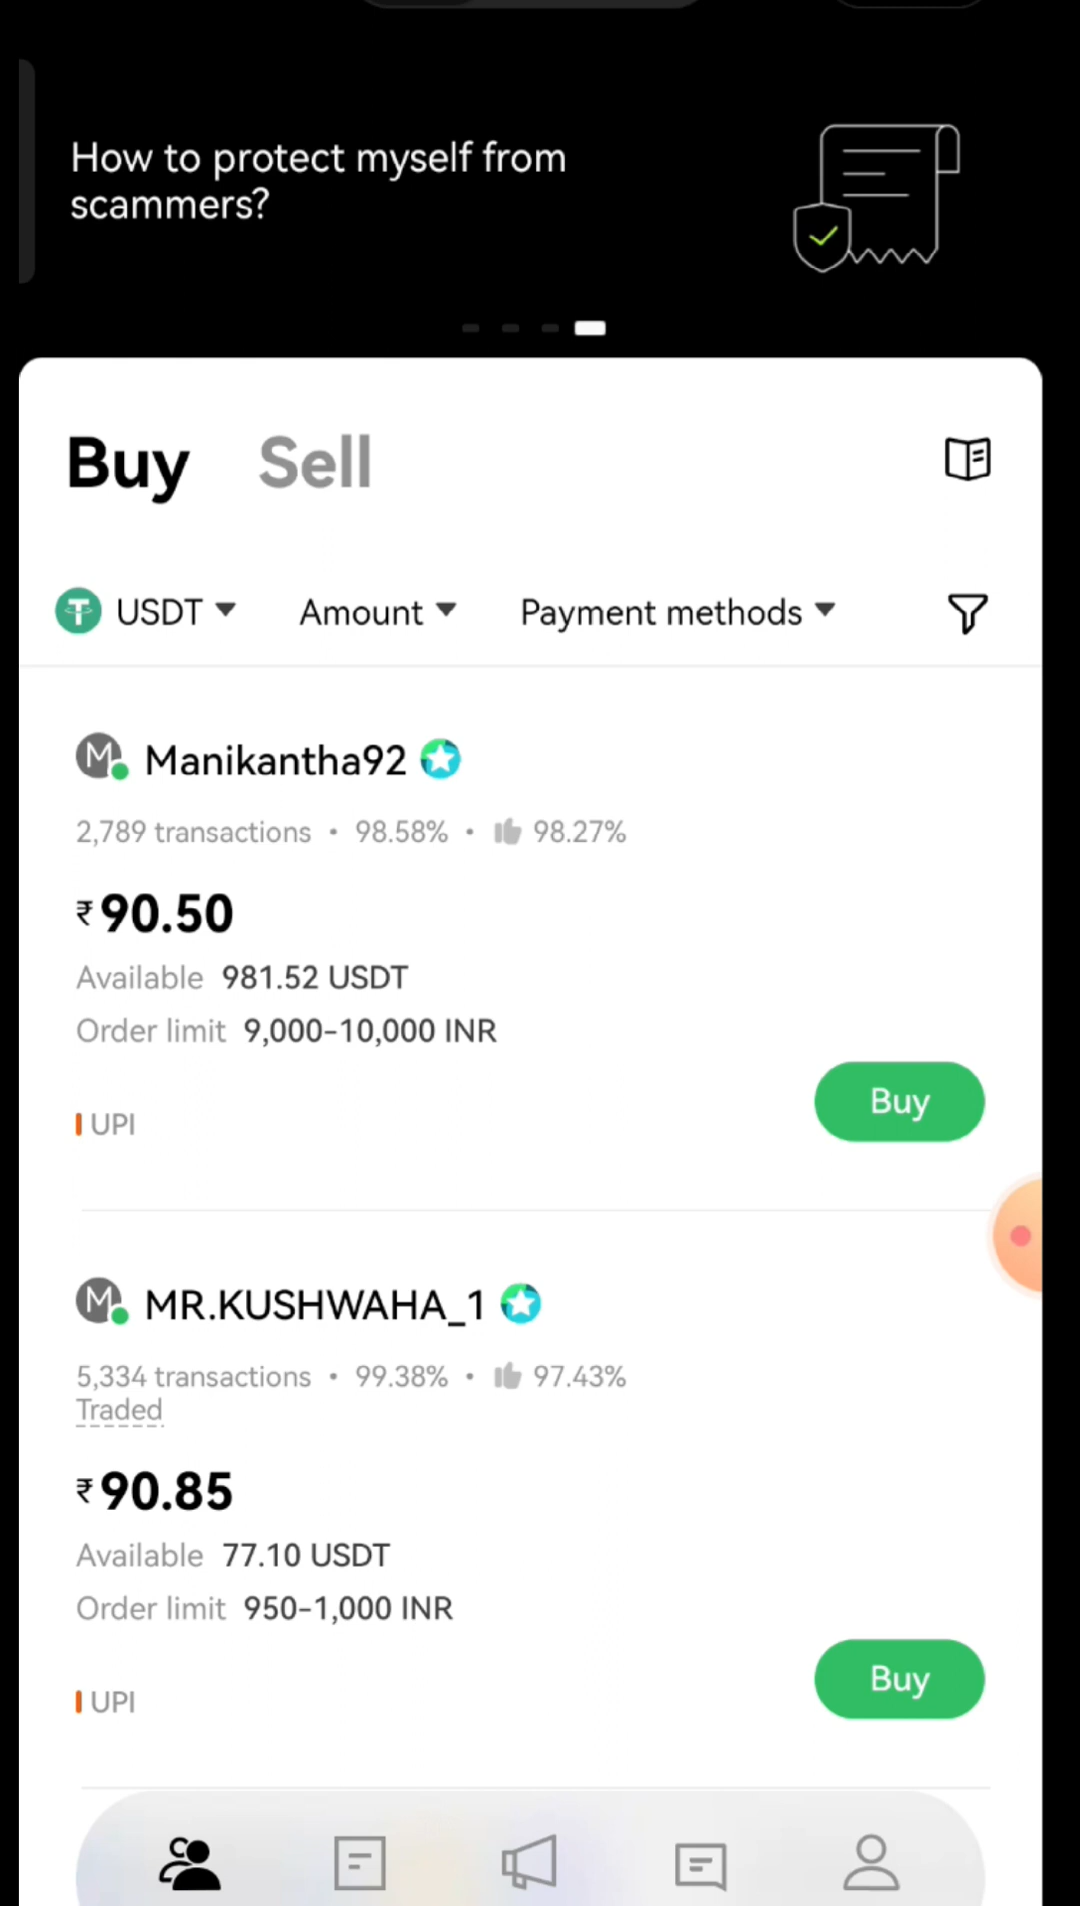 How to protect myself from
scammers?
Buy Sell
USDT Amount Payment methods
M Manikantha92
2,789 transactions • 98.58% • 98.27%
₹90.50
Available 981.52 USDT
Order limit 9,000-10,000 INR
Buy
UPI
M MR.KUSHWAHA_1
5,334 transactions • 99.38% • 97.43%
Traded
₹90.85
Available 77.10 USDT
Order limit 950-1,000 INR
Buy
UPI